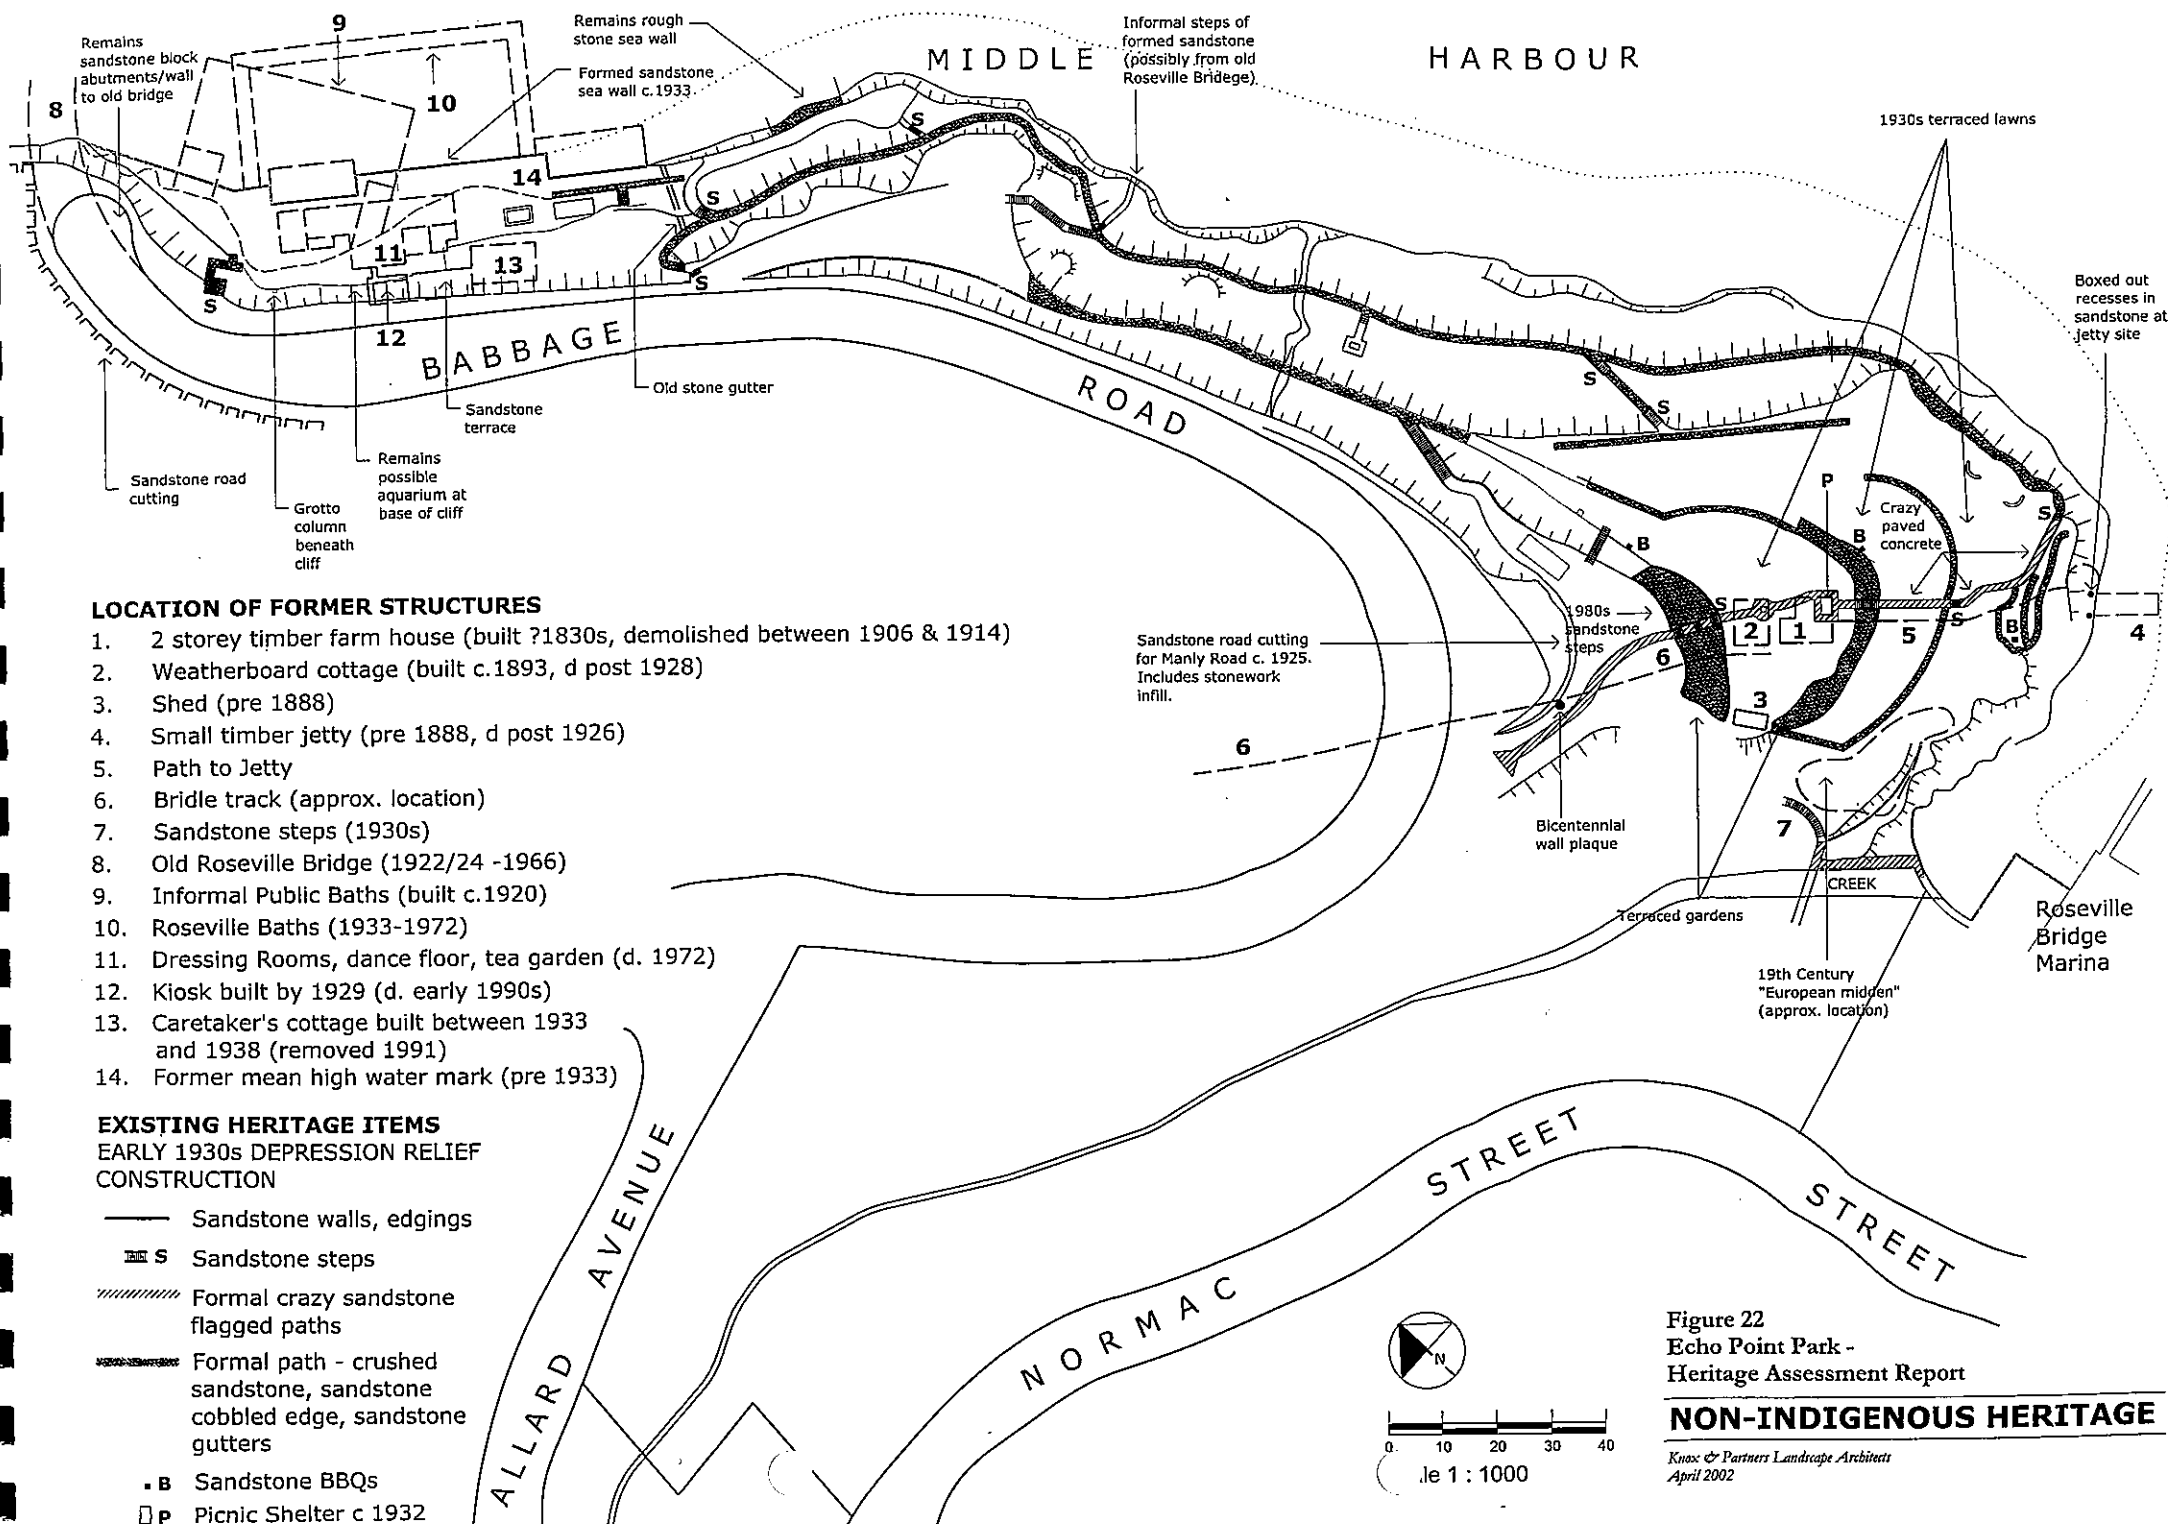 9
Remains
sandstone block
abutments/wall
to old bridge
8
10
Remains rough
stone sea wall
Formed sandstone
sea wall c.1933
14
MIDDLE HARBOUR
Informal steps of
formed sandstone
(possibly from old
Roseville Bridege)
1930s terraced lawns
Boxed out
recesses in
sandstone at
jetty site
S
S
S
S
11
13
12
BABBAGE ROAD
Old stone gutter
Sandstone
terrace
Remains
possible
aquarium at
base of cliff
Grotto
column
beneath
cliff
Sandstone road
cutting
S
S
P
B
B
Crazy
paved
concrete
S
1980s
sandstone
steps
S
2
1
5
S
B
4
6
3
6
Sandstone road cutting
for Manly Road c. 1925.
Includes stonework
infill.
Bicentennial
wall plaque
7
CREEK
Terraced gardens
19th Century
"European midden"
(approx. location)
Roseville
Bridge
Marina
LOCATION OF FORMER STRUCTURES
1. 2 storey timber farm house (built ?1830s, demolished between 1906 & 1914)
2. Weatherboard cottage (built c.1893, d post 1928)
3. Shed (pre 1888)
4. Small timber jetty (pre 1888, d post 1926)
5. Path to Jetty
6. Bridle track (approx. location)
7. Sandstone steps (1930s)
8. Old Roseville Bridge (1922/24 -1966)
9. Informal Public Baths (built c.1920)
10. Roseville Baths (1933-1972)
11. Dressing Rooms, dance floor, tea garden (d. 1972)
12. Kiosk built by 1929 (d. early 1990s)
13. Caretaker's cottage built between 1933
and 1938 (removed 1991)
14. Former mean high water mark (pre 1933)
EXISTING HERITAGE ITEMS
EARLY 1930s DEPRESSION RELIEF
CONSTRUCTION
Sandstone walls, edgings
S Sandstone steps
Formal crazy sandstone
flagged paths
Formal path - crushed
sandstone, sandstone
cobbled edge, sandstone
gutters
B Sandstone BBQs
P Picnic Shelter c 1932
ALLARD AVENUE
NORMAC STREET
STREET
N
0 10 20 30 40
le 1 : 1000
Figure 22
Echo Point Park -
Heritage Assessment Report
NON-INDIGENOUS HERITAGE
Knox & Partners Landscape Architects
April 2002